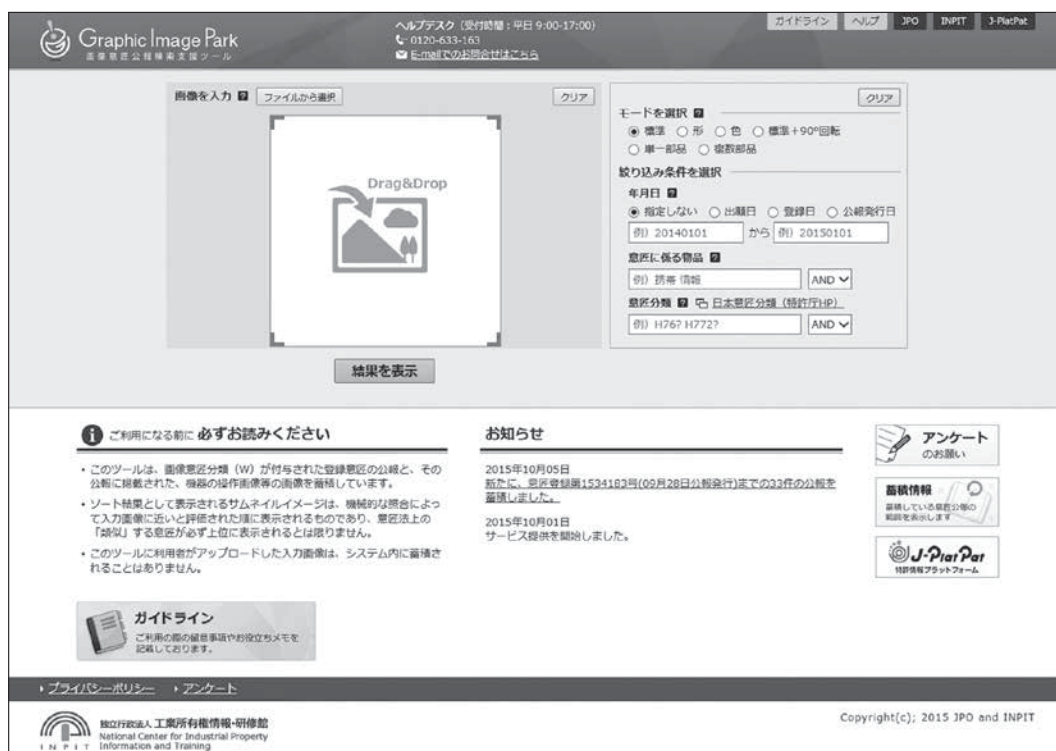 Graphic Image Park
画像意匠公報検索支援ツール
ヘルプデスク（受付時間：平日 9:00-17:00）
0120-633-163
E-mailでのお問合せはこちら
ガイドライン ヘルプ JPO INPIT J-PlatPat
画像を入力 ? ファイルから選択 クリア
Drag&Drop
結果を表示
クリア
モードを選択 ?
標準 形 色 標準+90°回転
単一部品 複数部品
絞り込み条件を選択
年月日 ?
指定しない 出願日 登録日 公報発行日
例）20140101 から 例）20150101
意匠に係る物品 ?
例）携帯 情報 AND
意匠分類 ? 日本意匠分類（特許庁HP）
例）H76? H772? AND
ご利用になる前に 必ずお読みください
・このツールは、画像意匠分類（W）が付与された登録意匠の公報と、その
公報に掲載された、機器の操作画像等の画像を蓄積しています。
・ソート結果として表示されるサムネイルイメージは、機械的な照合によっ
て入力画像に近いと評価された順に表示されるものであり、意匠法上の
「類似」する意匠が必ず上位に表示されるとは限りません。
・このツールに利用者がアップロードした入力画像は、システム内に蓄積さ
れることはありません。
ガイドライン
ご利用の際の留意事項やお役立ちメモを
記載しております。
お知らせ
2015年10月05日
新たに、意匠登録第1534183号(09月28日公報発行)までの33件の公報を
蓄積しました。
2015年10月01日
サービス提供を開始しました。
アンケート
のお願い
蓄積情報
蓄積している意匠公報の
範囲を表示します
J-PlatPat
特許情報プラットフォーム
プライバシーポリシー アンケート
INPIT
独立行政法人 工業所有権情報・研修館
National Center for Industrial Property
Information and Training
Copyright(c); 2015 JPO and INPIT